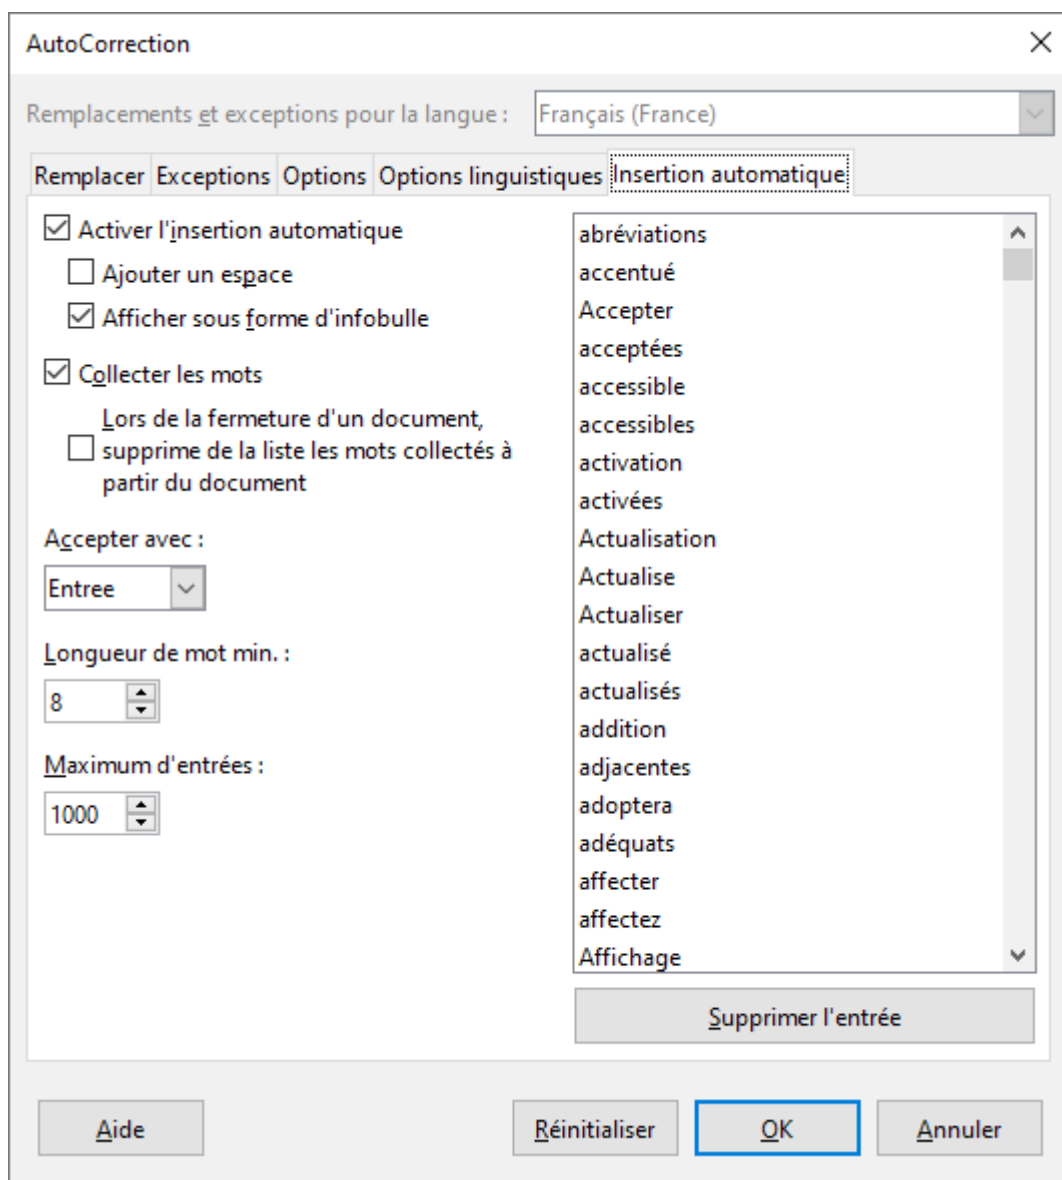 AutoCorrection
Remplacements et exceptions pour la langue :
Français (France)
Remplacer Exceptions Options Options linguistiques Insertion automatique
Activer l'insertion automatique
Ajouter un espace
Afficher sous forme d'infobulle
Collecter les mots
Lors de la fermeture d'un document,
supprime de la liste les mots collectés à
partir du document
Accepter avec :
Entree
Longueur de mot min. :
8
Maximum d'entrées :
1000
abréviations
accentué
Accepter
acceptées
accessible
accessibles
activation
activées
Actualisation
Actualise
Actualiser
actualisé
actualisés
addition
adjacentes
adoptera
adéquats
affecter
affectez
Affichage
Supprimer l'entrée
Aide
Réinitialiser
OK
Annuler